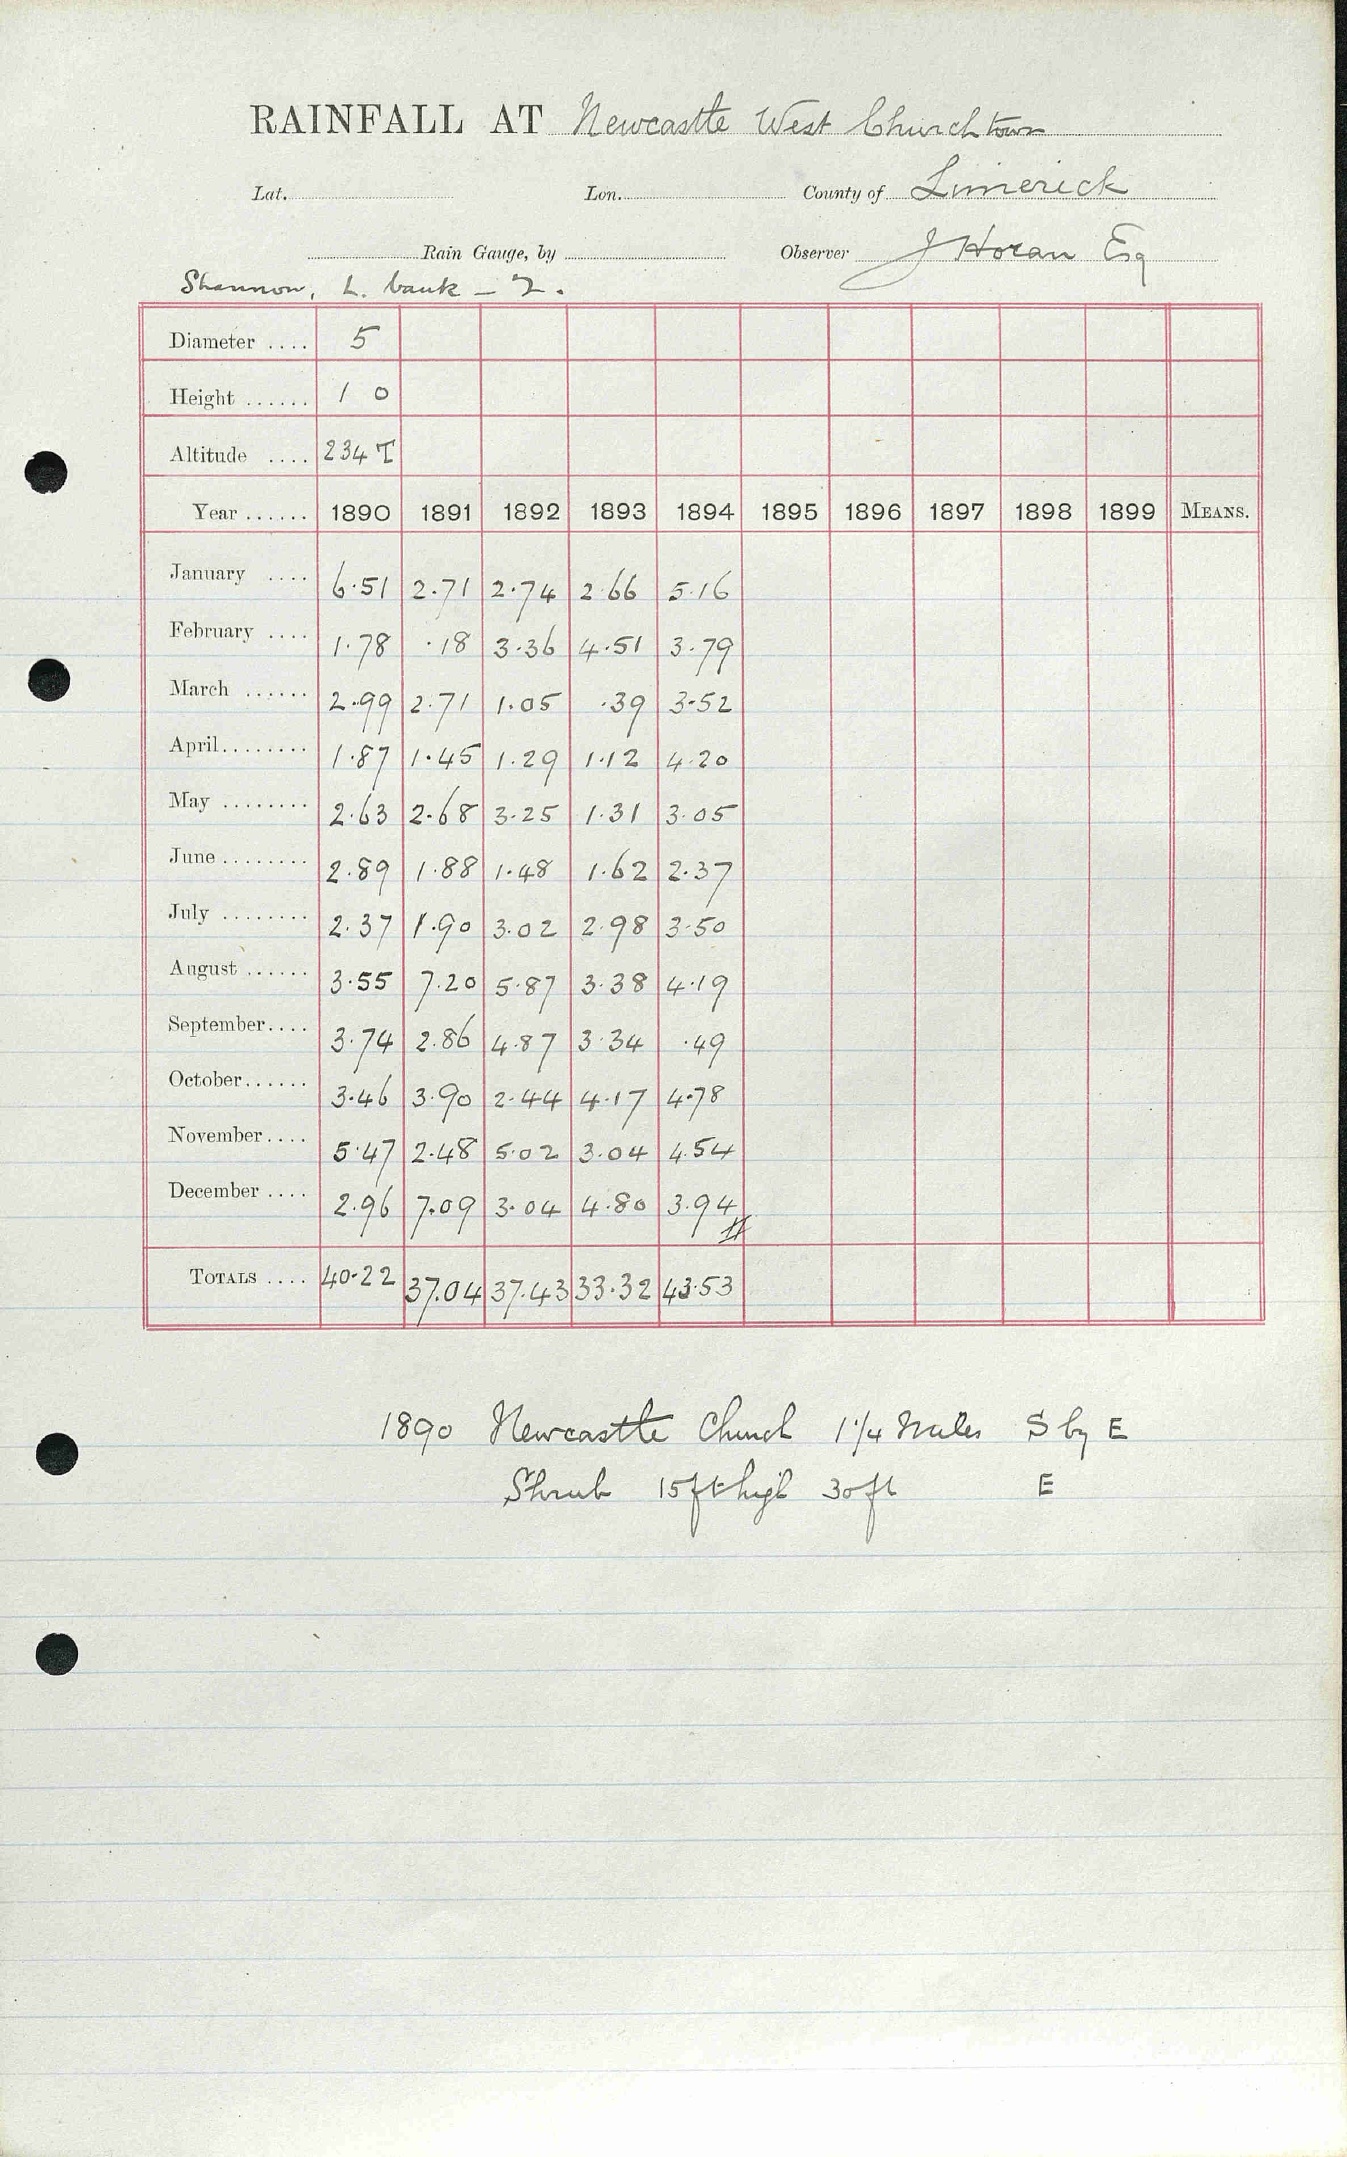 RAINFALL AT Newcastle West Churchtown
Lat. Lon. County of Limerick
Rain Gauge, by Observer J Horan Esq
Shannon, L. bank – 2.
Diameter .... 5
Height ...... 1 0
Altitude .... 234 T
Year ...... 1890 1891 1892 1893 1894 1895 1896 1897 1898 1899 MEANS.
January .... 6.51 2.71 2.74 2.66 5.16
February .... 1.78 .18 3.36 4.51 3.79
March ...... 2.99 2.71 1.05 .39 3.52
April........ 1.87 1.45 1.29 1.12 4.20
May ........ 2.63 2.68 3.25 1.31 3.05
June ........ 2.89 1.88 1.48 1.62 2.37
July ........ 2.37 1.90 3.02 2.98 3.50
August ...... 3.55 7.20 5.87 3.38 4.19
September.... 3.74 2.86 4.87 3.34 .49
October...... 3.46 3.90 2.44 4.17 4.78
November.... 5.47 2.48 5.02 3.04 4.54
December .... 2.96 7.09 3.04 4.80 3.94
TOTALS .... 40.22 37.04 37.43 33.32 43.53
1890 Newcastle Church 1 1/4 Miles S by E
Shrub 15 ft high 30 ft E